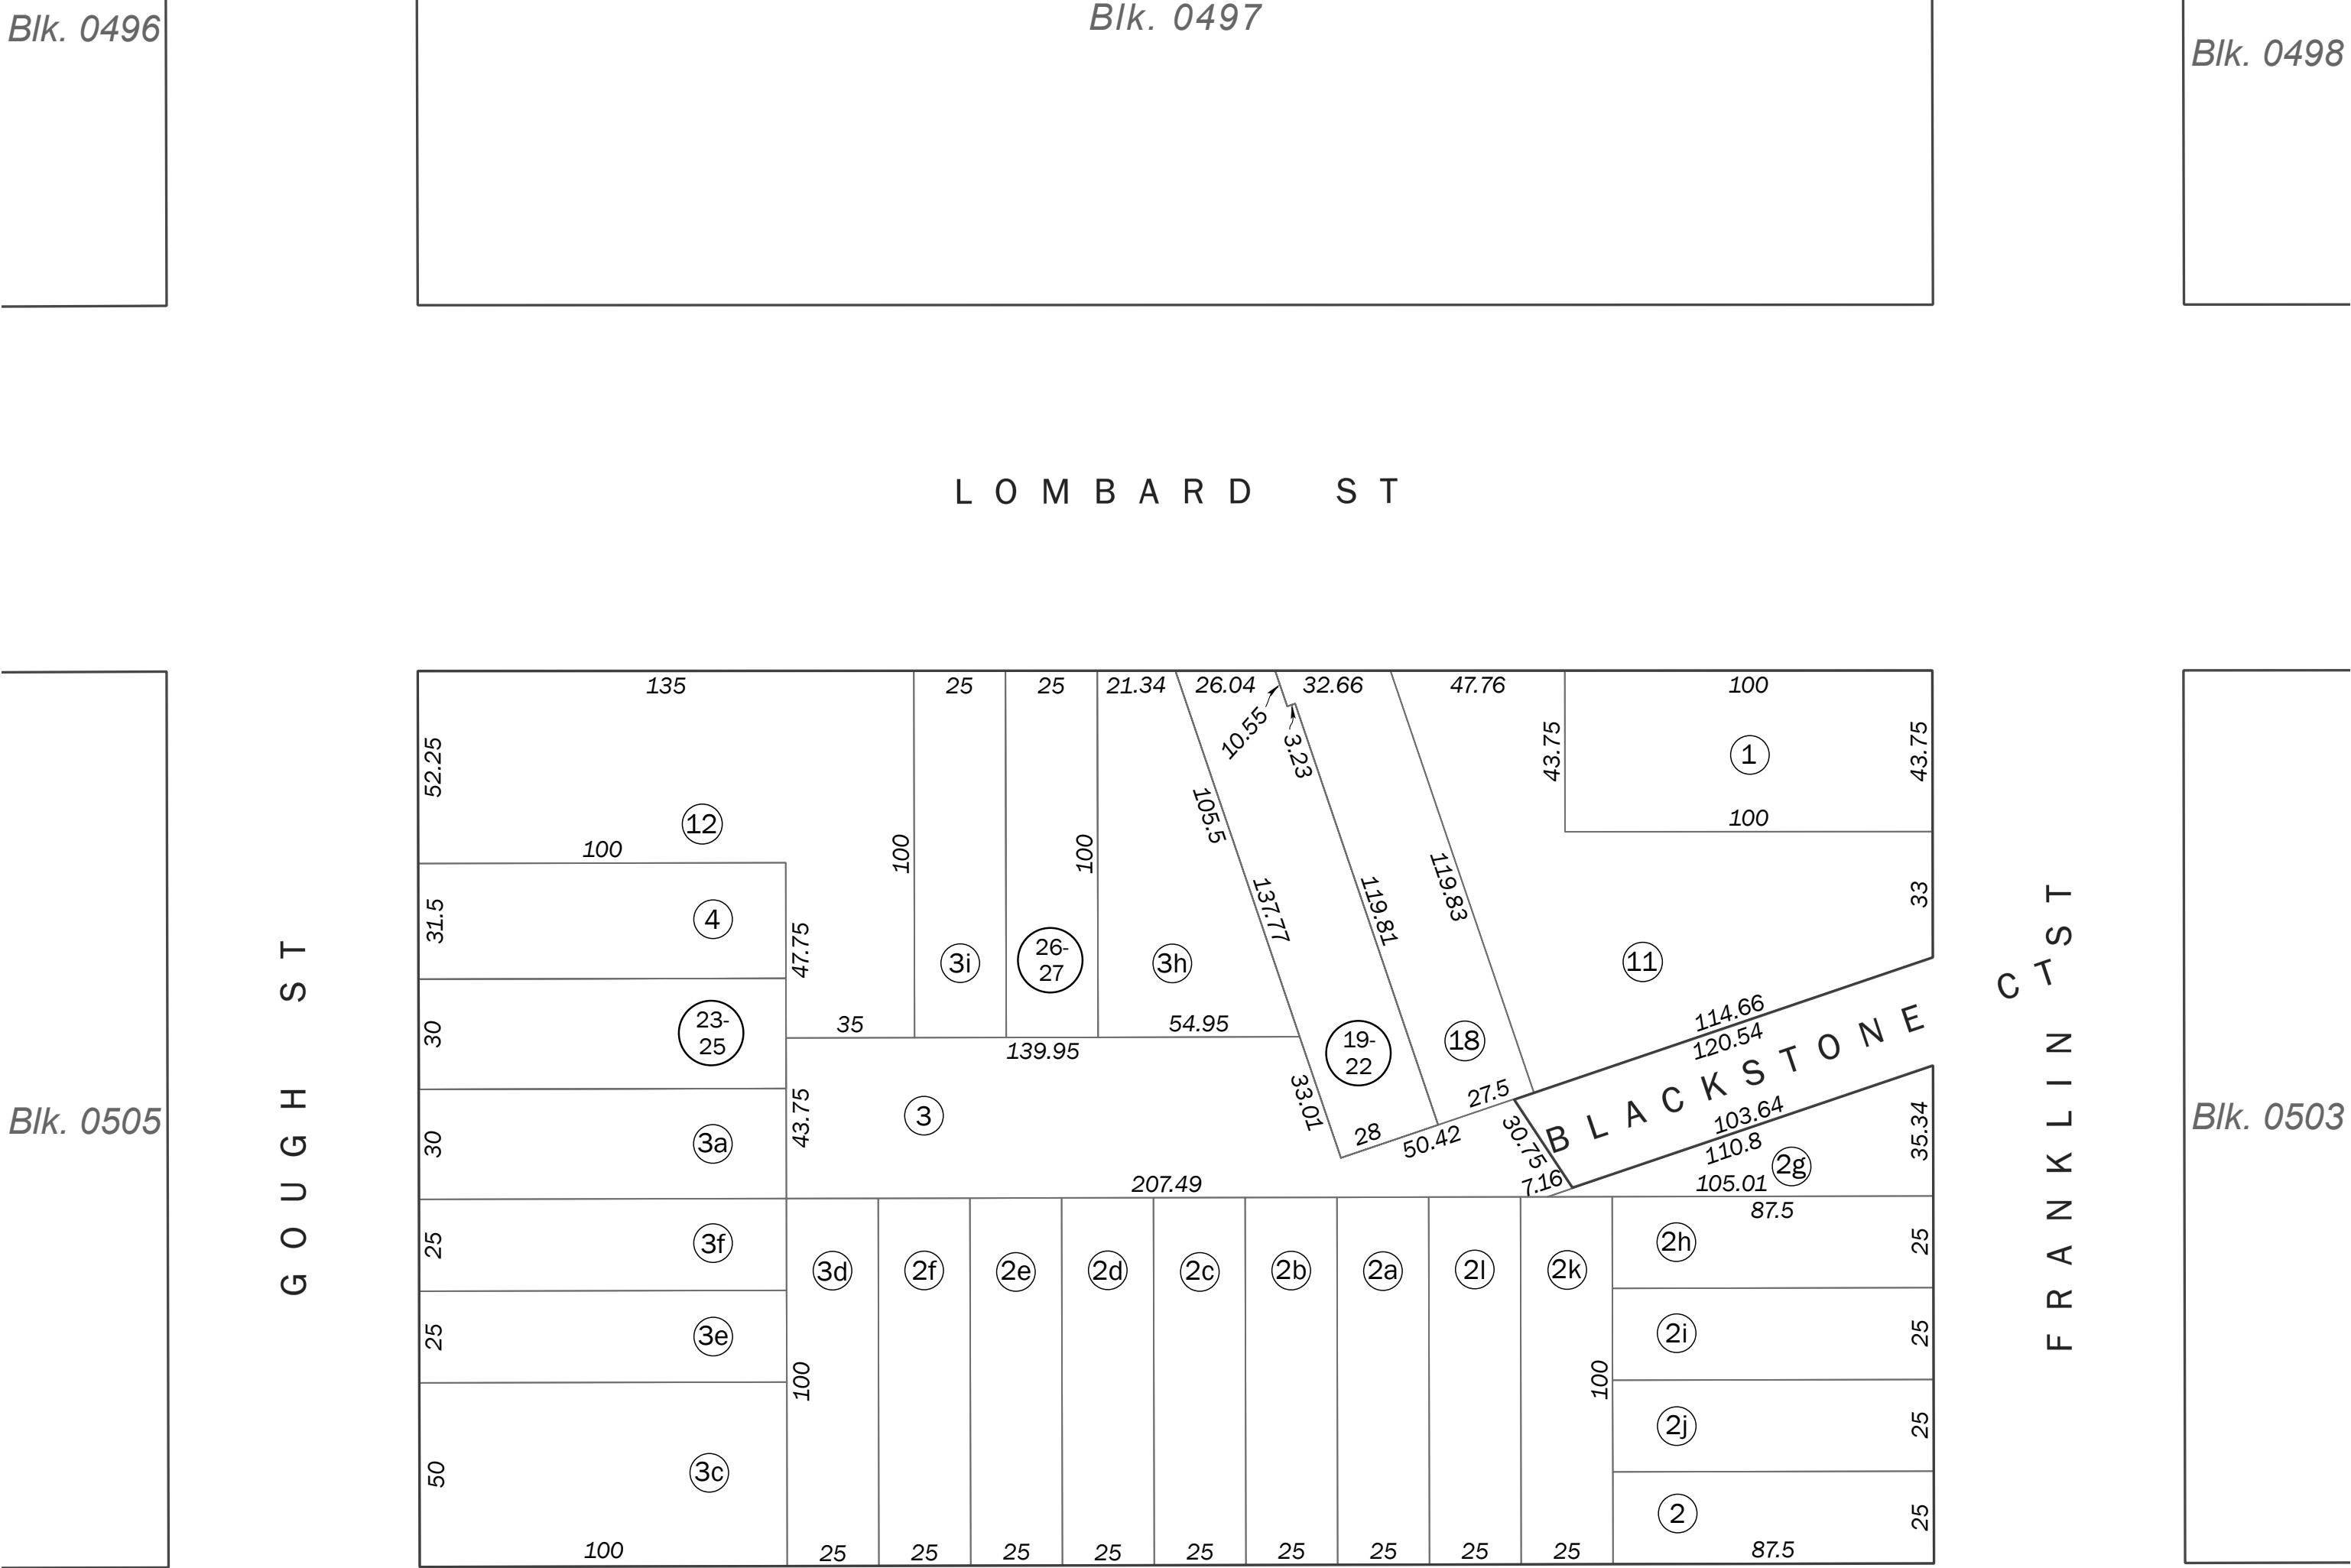 Blk. 0496
Blk. 0497
Blk. 0498
LOMBARD ST
135
25
25
21.34
26.04
32.66
47.76
100
52.25
10.55
3.23
43.75
1
43.75
12
100
105.5
100
100
100
33
31.5
4
47.75
137.77
119.81
119.83
3i
26-
27
3h
11
GOUGH ST
FRANKLIN ST
BLACKSTONE CT
30
23-
25
35
54.95
139.95
19-
22
18
114.66
120.54
Blk. 0505
30
3a
43.75
3
33.01
28
50.42
27.5
30.75
7.16
103.64
110.8
2g
35.34
Blk. 0503
207.49
105.01
87.5
25
3f
3d
2f
2e
2d
2c
2b
2a
2l
2k
2h
25
25
3e
100
100
2i
25
50
3c
2j
25
2
25
100
25
25
25
25
25
25
25
25
25
87.5